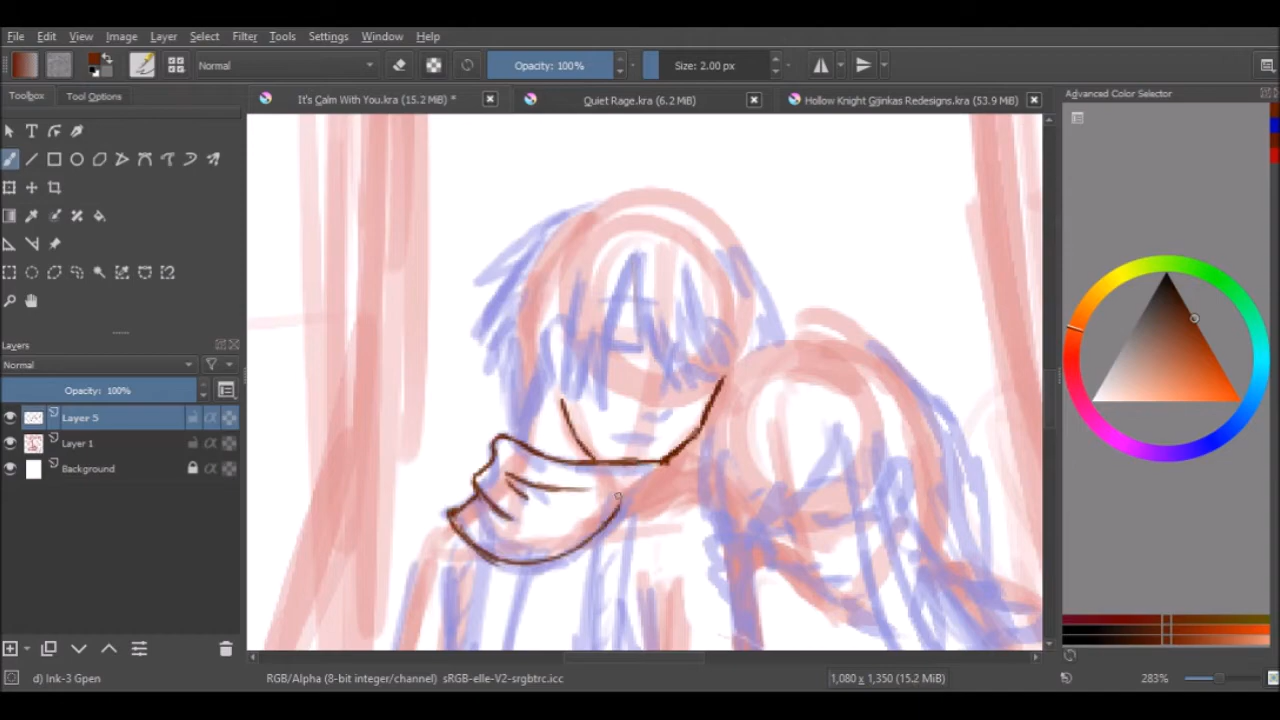 File Edit View Image Layer Select Filter Tools Settings Window Help
Normal Opacity: 100% Size: 2.00 px
Toolbox Tool Options It's Calm With You.kra (15.2 MiB) * Quiet Rage.kra (6.2 MiB) Hollow Knight Gijinkas Redesigns.kra (53.9 MiB) Advanced Color Selector
Layers
Normal
Opacity: 100%
Layer 5
Layer 1
Background
d) Ink-3 Gpen RGB/Alpha (8-bit integer/channel) sRGB-elle-V2-srgbtrc.icc 1,080 x 1,350 (15.2 MiB) 283%